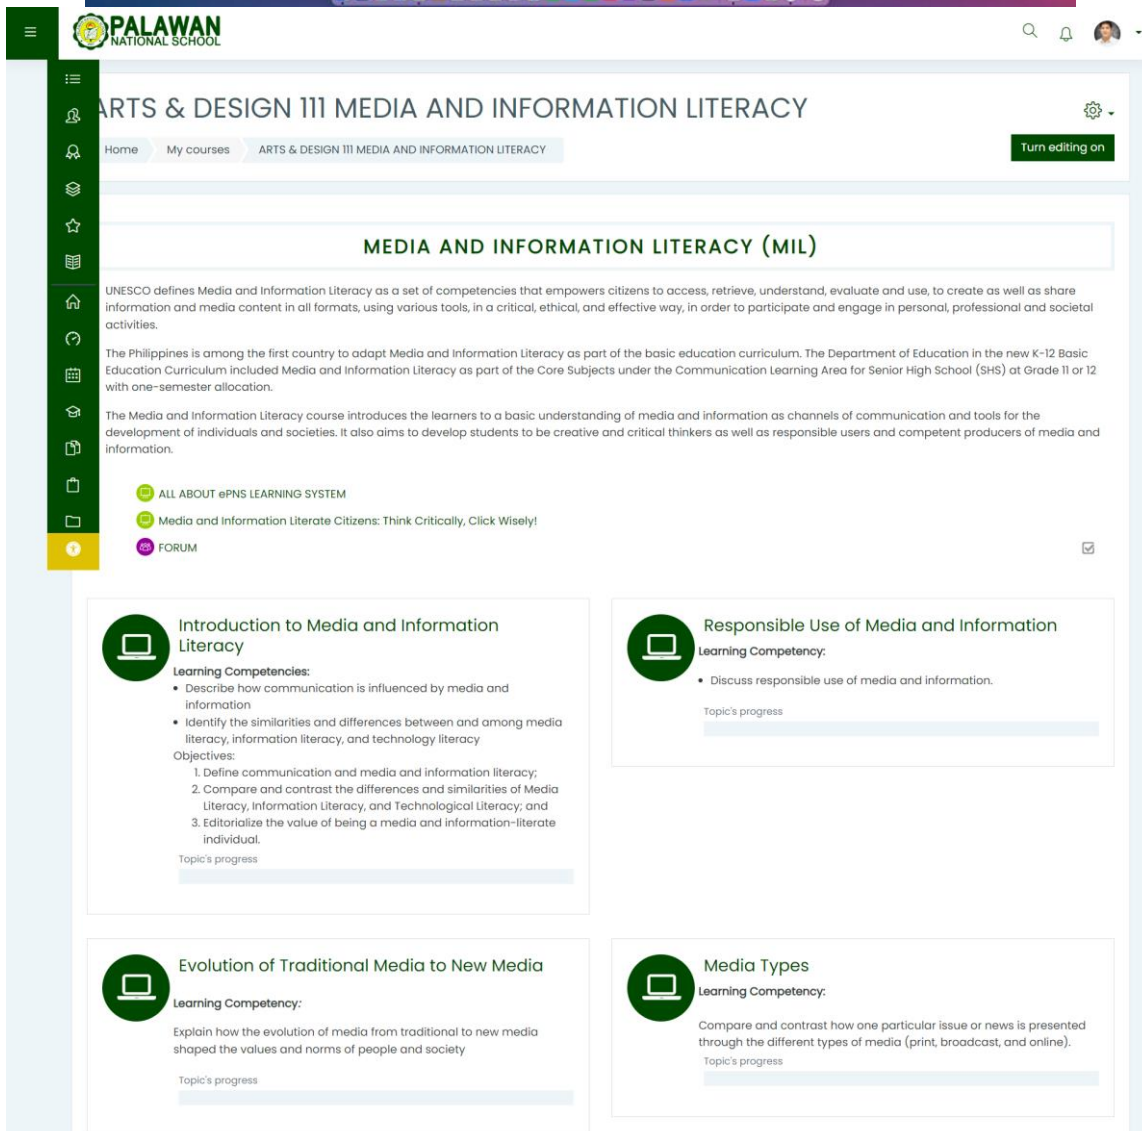 PALAWAN
NATIONAL SCHOOL
ARTS & DESIGN 111 MEDIA AND INFORMATION LITERACY
Home My courses ARTS & DESIGN 111 MEDIA AND INFORMATION LITERACY
Turn editing on
MEDIA AND INFORMATION LITERACY (MIL)
UNESCO defines Media and Information Literacy as a set of competencies that empowers citizens to access, retrieve, understand, evaluate and use, to create as well as share
information and media content in all formats, using various tools, in a critical, ethical, and effective way, in order to participate and engage in personal, professional and societal
activities.
The Philippines is among the first country to adapt Media and Information Literacy as part of the basic education curriculum. The Department of Education in the new K-12 Basic
Education Curriculum included Media and Information Literacy as part of the Core Subjects under the Communication Learning Area for Senior High School (SHS) at Grade 11 or 12
with one-semester allocation.
The Media and Information Literacy course introduces the learners to a basic understanding of media and information as channels of communication and tools for the
development of individuals and societies. It also aims to develop students to be creative and critical thinkers as well as responsible users and competent producers of media and
information.
ALL ABOUT ePNS LEARNING SYSTEM
Media and Information Literate Citizens: Think Critically, Click Wisely!
FORUM
Introduction to Media and Information
Literacy
Learning Competencies:
• Describe how communication is influenced by media and
information
• Identify the similarities and differences between and among media
literacy, information literacy, and technology literacy
Objectives:
1. Define communication and media and information literacy;
2. Compare and contrast the differences and similarities of Media
Literacy, Information Literacy, and Technological Literacy; and
3. Editorialize the value of being a media and information-literate
individual.
Topic's progress
Responsible Use of Media and Information
Learning Competency:
• Discuss responsible use of media and information.
Topic's progress
Evolution of Traditional Media to New Media
Learning Competency:
Explain how the evolution of media from traditional to new media
shaped the values and norms of people and society
Topic's progress
Media Types
Learning Competency:
Compare and contrast how one particular issue or news is presented
through the different types of media (print, broadcast, and online).
Topic's progress